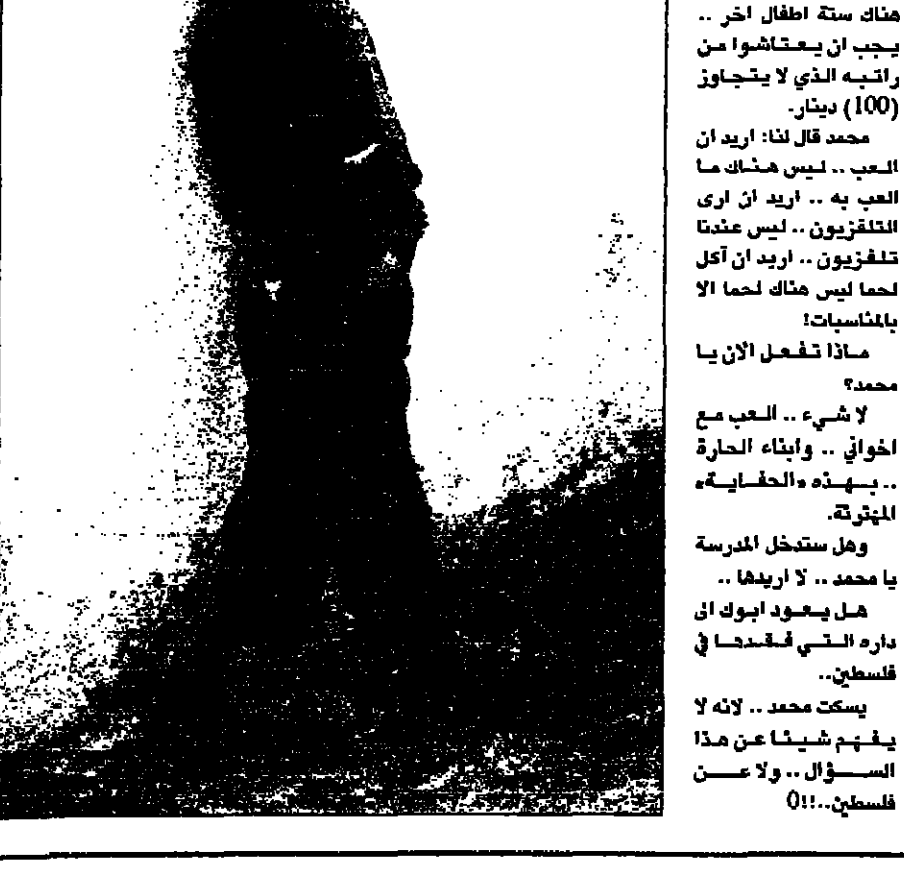 هناك ستة اطفال اخر ..
يجب ان يعتاشوا من
راتبه الذي لا يتجاوز
(100) دينار.
محمد قال لنا: اريد ان
العب .. ليس هناك ما
العب به .. اريد ان ارى
التلفزيون .. ليس عندنا
تلفزيون .. اريد ان آكل
لحما ليس هناك لحما الا
بالمناسبات!
ماذا تفعل الان يا
محمد؟
لا شيء .. العب مع
اخواني .. وابناء الحارة
.. بهذه «الحفاية»
المهترئة.
وهل ستدخل المدرسة
يا محمد .. لا اريدها ..
هل يعود ابوك الى
داره التي فقدها في
فلسطين..
يسكت محمد .. لانه لا
يفهم شيئا عن هذا
السؤال .. ولا عن
فلسطين..!!()